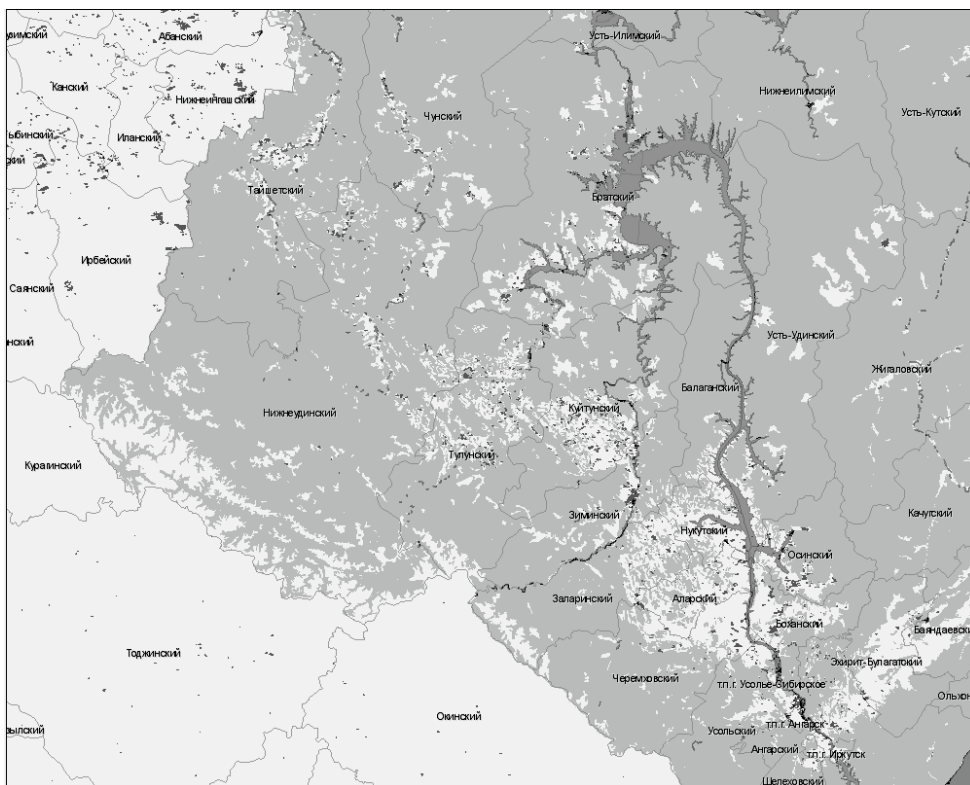 Усть-Илимский
Абанский
Канский
Нижнеингашский
Нижнеилимский
Усть-Кутский
Чунский
Иланский
Тайшетский
Братский
Ирбейский
Саянский
Усть-Удинский
Жигаловский
Балаганский
Куйтунский
Нижнеудинский
Тулунский
Куравинский
Зиминский
Качугский
Нукутский
Осинский
Заларинский
Аларский
Боханский
Баяндаевский
Тоджинский
Эхирит-Булагатский
Черемховский
т.п.г. Усолье-Сибирское
Ольхон
Окинский
т.п.г. Ангарск
Усольский
Ангарский
т.п.г. Иркутск
Шелеховский